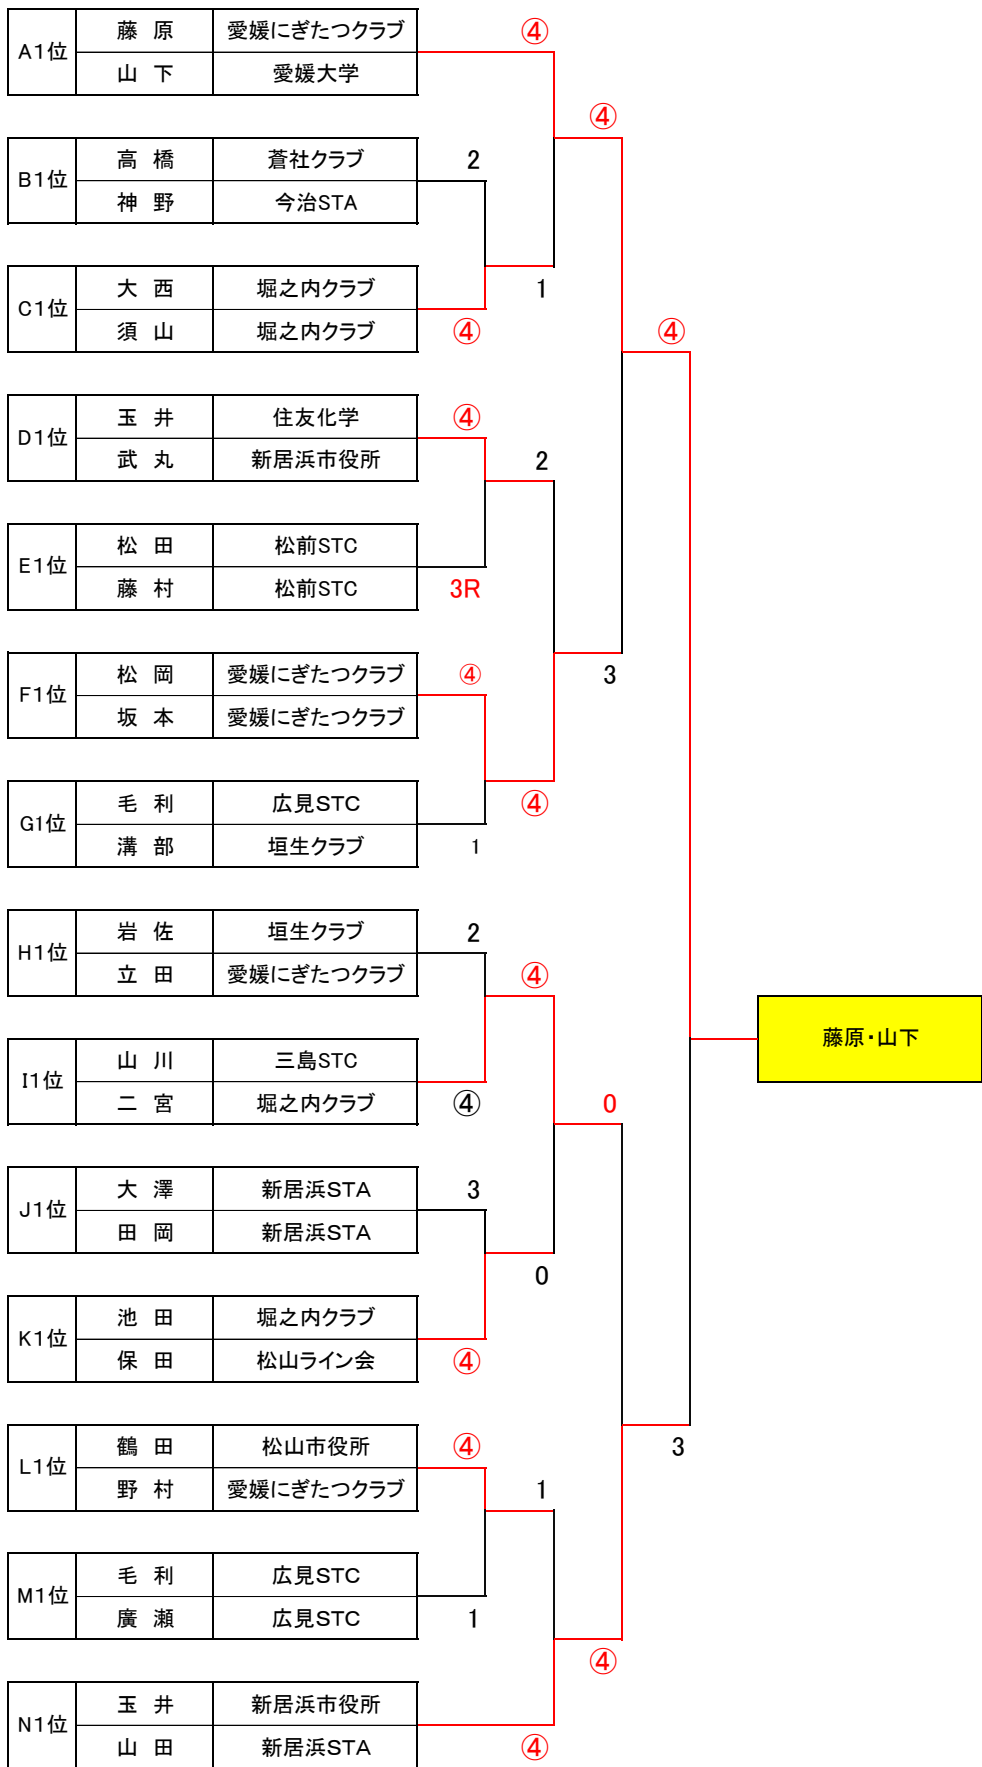 A1位 藤 原 愛媛にぎたつクラブ ④
山 下 愛媛大学
④
B1位 高 橋 蒼社クラブ 2
神 野 今治STA
C1位 大 西 堀之内クラブ 1
須 山 堀之内クラブ ④ ④
D1位 玉 井 住友化学 ④
武 丸 新居浜市役所 2
E1位 松 田 松前STC
藤 村 松前STC 3R
F1位 松 岡 愛媛にぎたつクラブ ④ 3
坂 本 愛媛にぎたつクラブ
G1位 毛 利 広見STC ④
溝 部 垣生クラブ 1
H1位 岩 佐 垣生クラブ 2
立 田 愛媛にぎたつクラブ ④
藤原・山下
I1位 山 川 三島STC
二 宮 堀之内クラブ ④ 0
J1位 大 澤 新居浜STA 3
田 岡 新居浜STA
0
K1位 池 田 堀之内クラブ
保 田 松山ライン会 ④
L1位 鶴 田 松山市役所 ④ 3
野 村 愛媛にぎたつクラブ 1
M1位 毛 利 広見STC
廣 瀬 広見STC 1
④
N1位 玉 井 新居浜市役所
山 田 新居浜STA ④